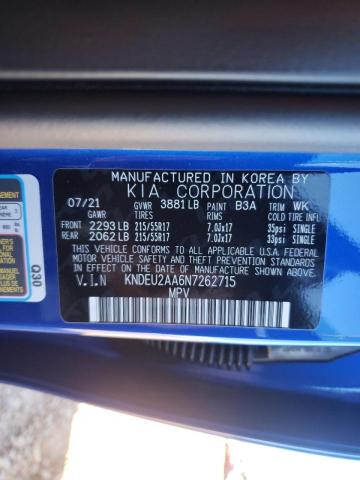 MANUFACTURED IN KOREA BY
KIA CORPORATION
07/21 GVWR 3881LB PAINT B3A TRIM WK
GAWR TIRES RIMS COLD TIRE INFL
FRONT 2293LB 215/55R17 7.0Jx17 35psi SINGLE
REAR 2062LB 215/55R17 7.0Jx17 33psi SINGLE
THIS VEHICLE CONFORMS TO ALL APPLICABLE U.S. FEDERAL
MOTOR VEHICLE SAFETY, BUMPER, AND THEFT PREVENTION
STANDARDS IN EFFECT ON THE DATE OF MANUFACTURE SHOWN ABOVE.
V.I.N KNDEU2AA6N7262715
MPV
Q30